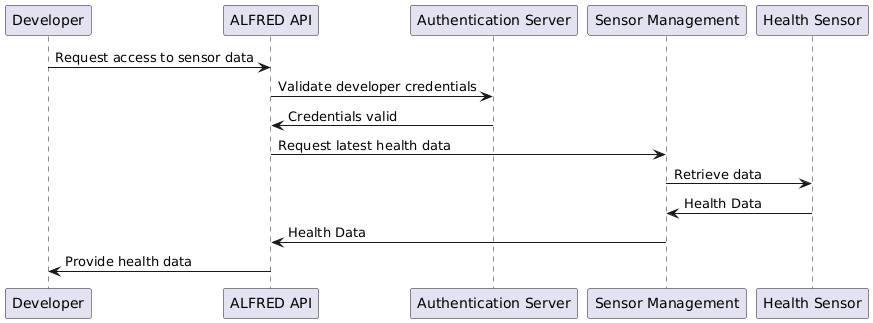 Developer
ALFRED API
Authentication Server
Sensor Management
Health Sensor
Request access to sensor data
Validate developer credentials
Credentials valid
Request latest health data
Retrieve data
Health Data
Health Data
Provide health data
Developer
ALFRED API
Authentication Server
Sensor Management
Health Sensor